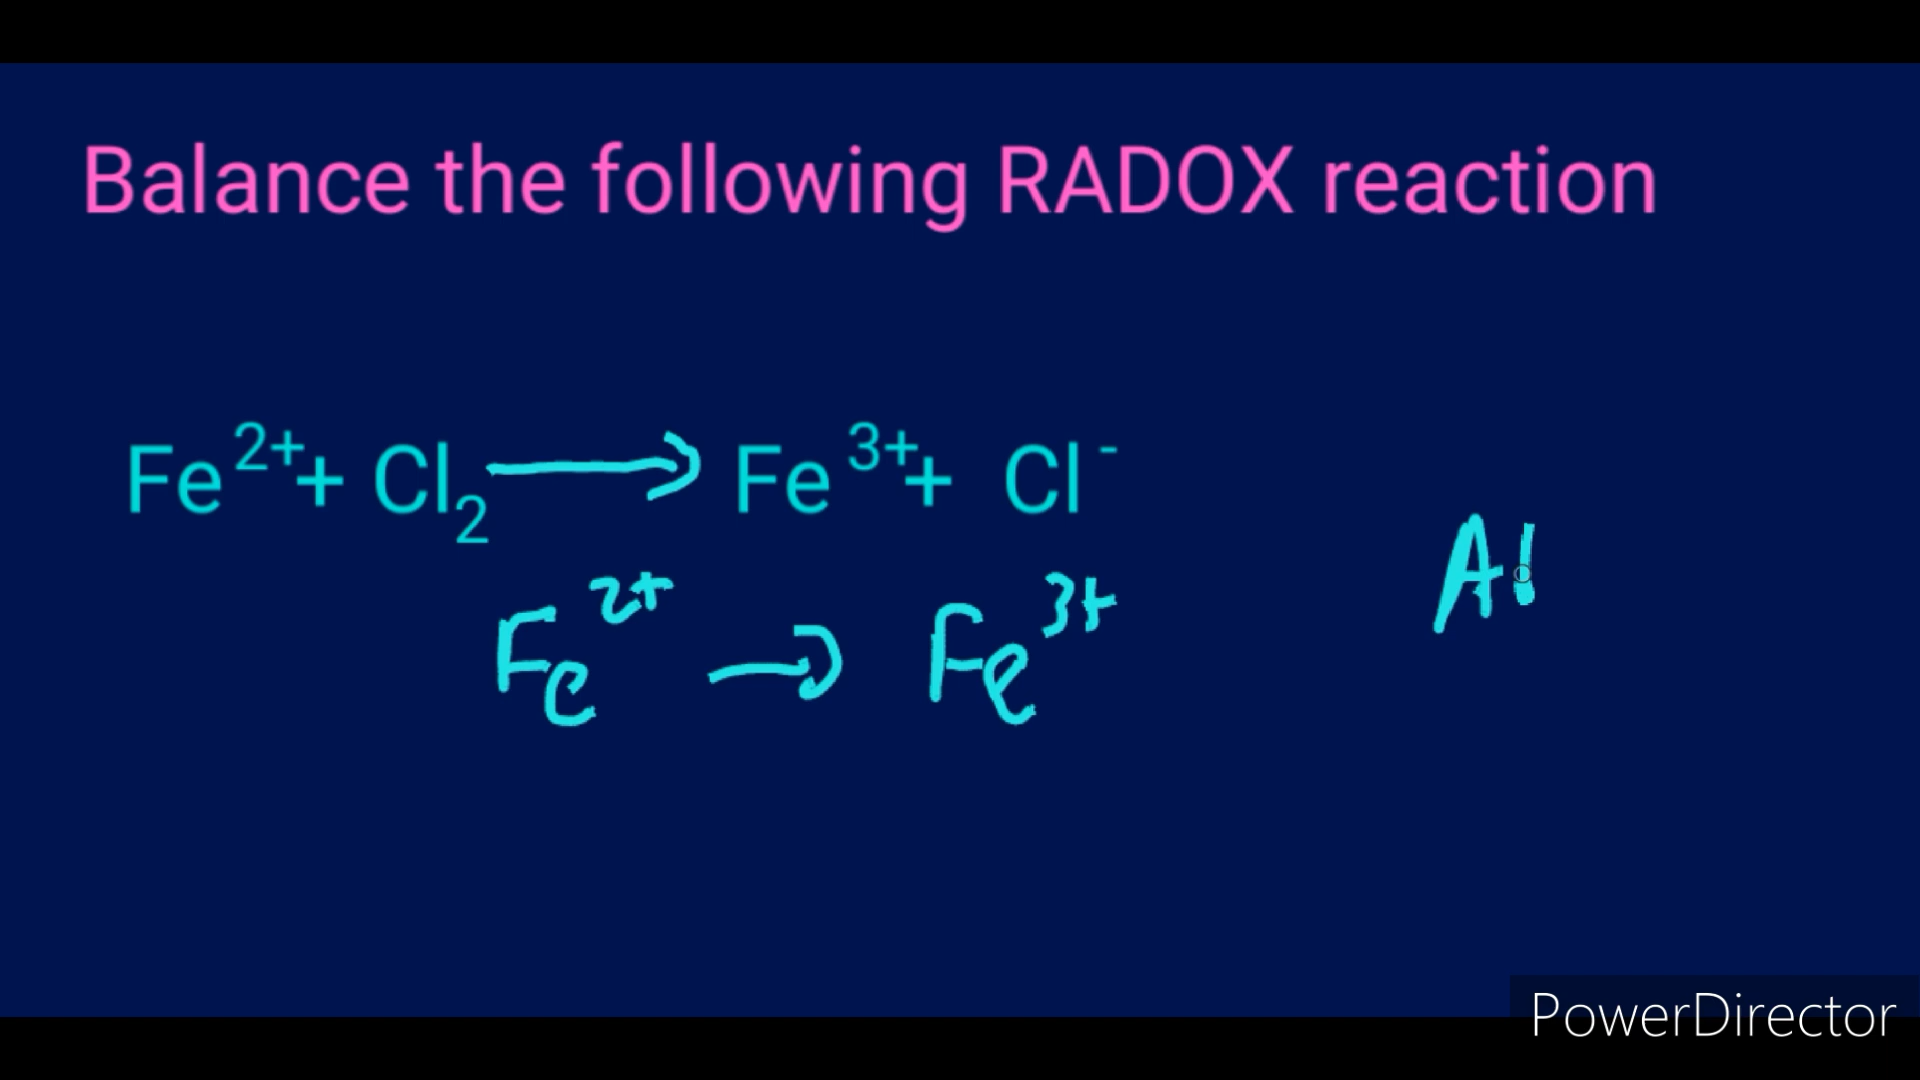 Balance the following RADOX reaction
Fe²⁺+ Cl₂ → Fe³⁺+ Cl⁻
Fe²⁺ → Fe³⁺
PowerDirector